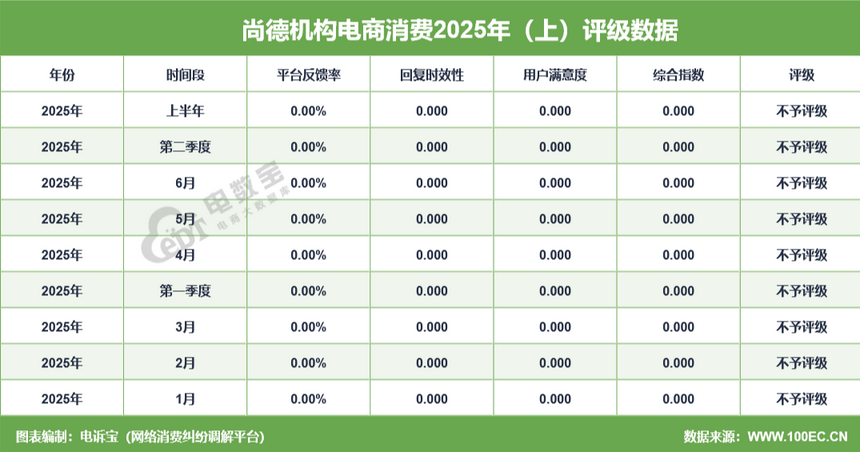 尚德机构电商消费2025年（上）评级数据
年份 时间段 平台反馈率 回复时效性 用户满意度 综合指数 评级
2025年 上半年 0.00% 0.000 0.000 0.000 不予评级
2025年 第二季度 0.00% 0.000 0.000 0.000 不予评级
2025年 6月 0.00% 0.000 0.000 0.000 不予评级
2025年 5月 0.00% 0.000 0.000 0.000 不予评级
2025年 4月 0.00% 0.000 0.000 0.000 不予评级
2025年 第一季度 0.00% 0.000 0.000 0.000 不予评级
2025年 3月 0.00% 0.000 0.000 0.000 不予评级
2025年 2月 0.00% 0.000 0.000 0.000 不予评级
2025年 1月 0.00% 0.000 0.000 0.000 不予评级
电数宝
电商大数据库
EDT
图表编制：电诉宝（网络消费纠纷调解平台） 数据来源：WWW.100EC.CN